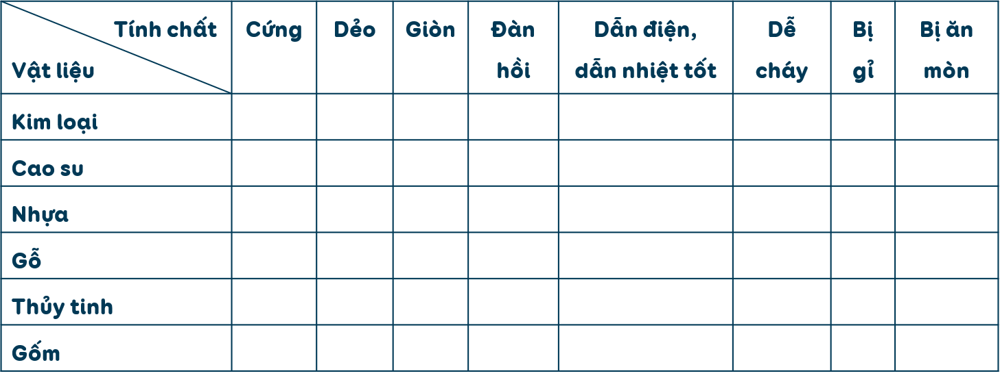 Tính chất Cứng Dẻo Giòn Đàn Dẫn điện, Dễ Bị Bị ăn
Vật liệu hồi dẫn nhiệt tốt cháy gỉ mòn
Kim loại
Cao su
Nhựa
Gỗ
Thủy tinh
Gốm